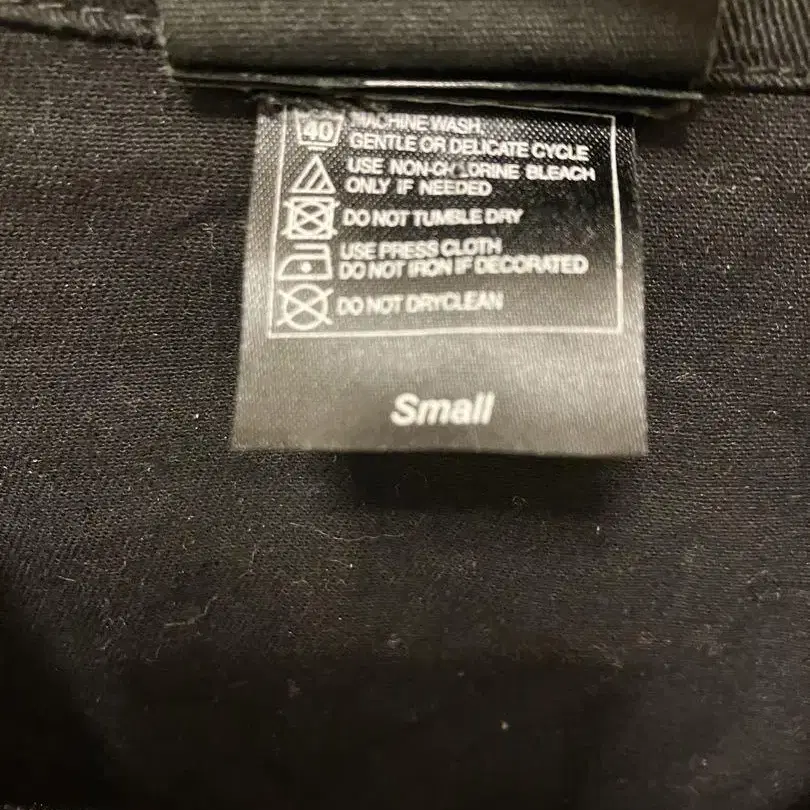 40 MACHINE WASH.
GENTLE OR DELICATE CYCLE
USE NON-CHLORINE BLEACH
ONLY IF NEEDED
DO NOT TUMBLE DRY
USE PRESS CLOTH
DO NOT IRON IF DECORATED
DO NOT DRYCLEAN
Small